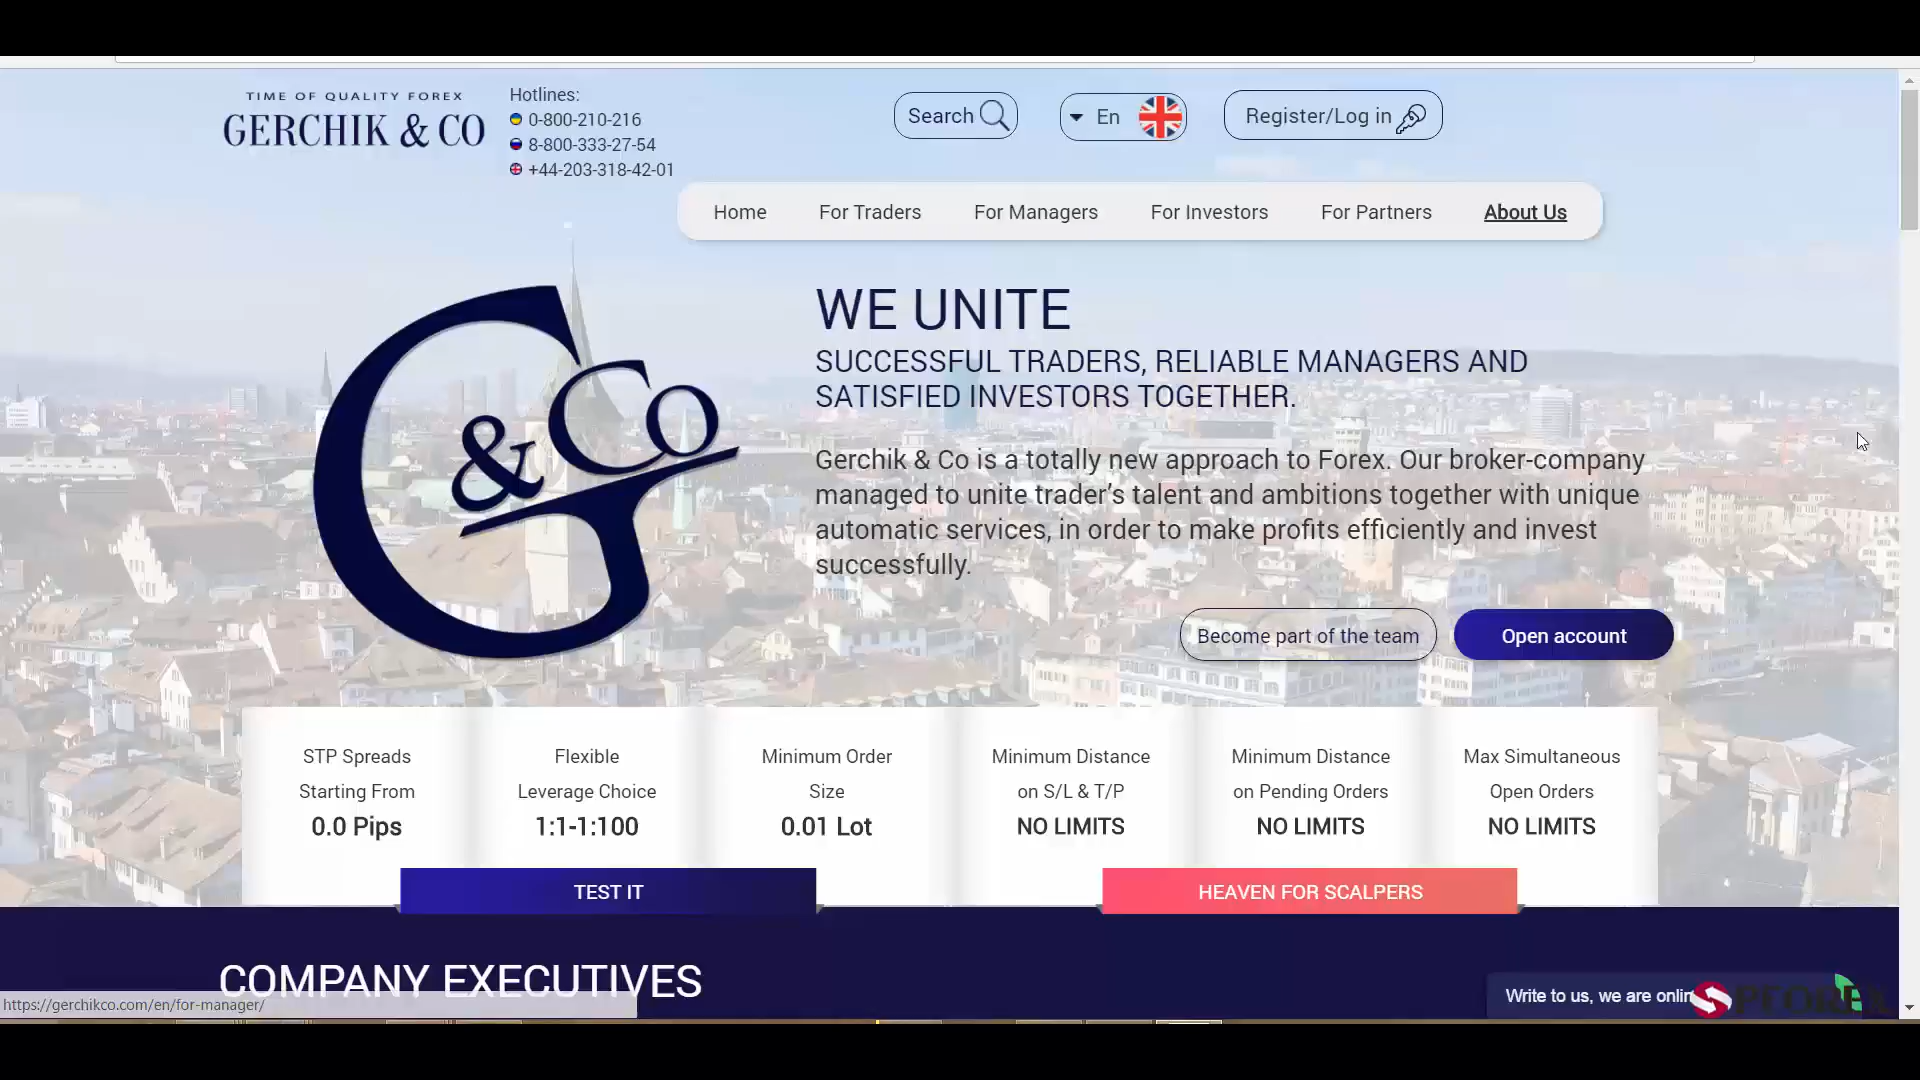 TIME OF QUALITY FOREX
GERCHIK & CO
Hotlines:
0-800-210-216
8-800-333-27-54
+44-203-318-42-01
Search
En
Register/Log in
Home
For Traders
For Managers
For Investors
For Partners
About Us
G&Co
WE UNITE
SUCCESSFUL TRADERS, RELIABLE MANAGERS AND
SATISFIED INVESTORS TOGETHER.
Gerchik & Co is a totally new approach to Forex. Our broker-company
managed to unite trader's talent and ambitions together with unique
automatic services, in order to make profits efficiently and invest
successfully.
Become part of the team
Open account
STP Spreads
Starting From
0.0 Pips
Flexible
Leverage Choice
1:1-1:100
Minimum Order
Size
0.01 Lot
Minimum Distance
on S/L & T/P
NO LIMITS
Minimum Distance
on Pending Orders
NO LIMITS
Max Simultaneous
Open Orders
NO LIMITS
TEST IT
HEAVEN FOR SCALPERS
COMPANY EXECUTIVES
https://gerchikco.com/en/for-manager/
Write to us, we are onlin